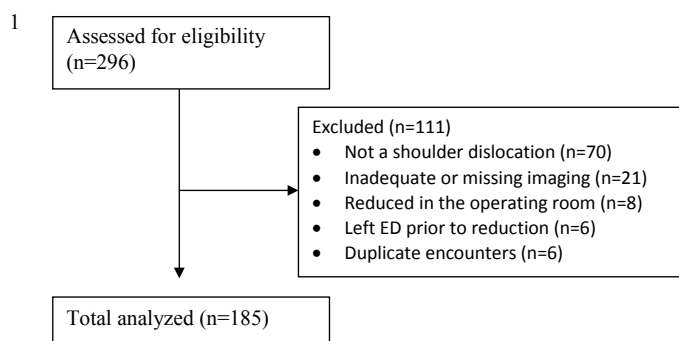 1
Assessed for eligibility
(n=296)
Excluded (n=111)
• Not a shoulder dislocation (n=70)
• Inadequate or missing imaging (n=21)
• Reduced in the operating room (n=8)
• Left ED prior to reduction (n=6)
• Duplicate encounters (n=6)
Total analyzed (n=185)